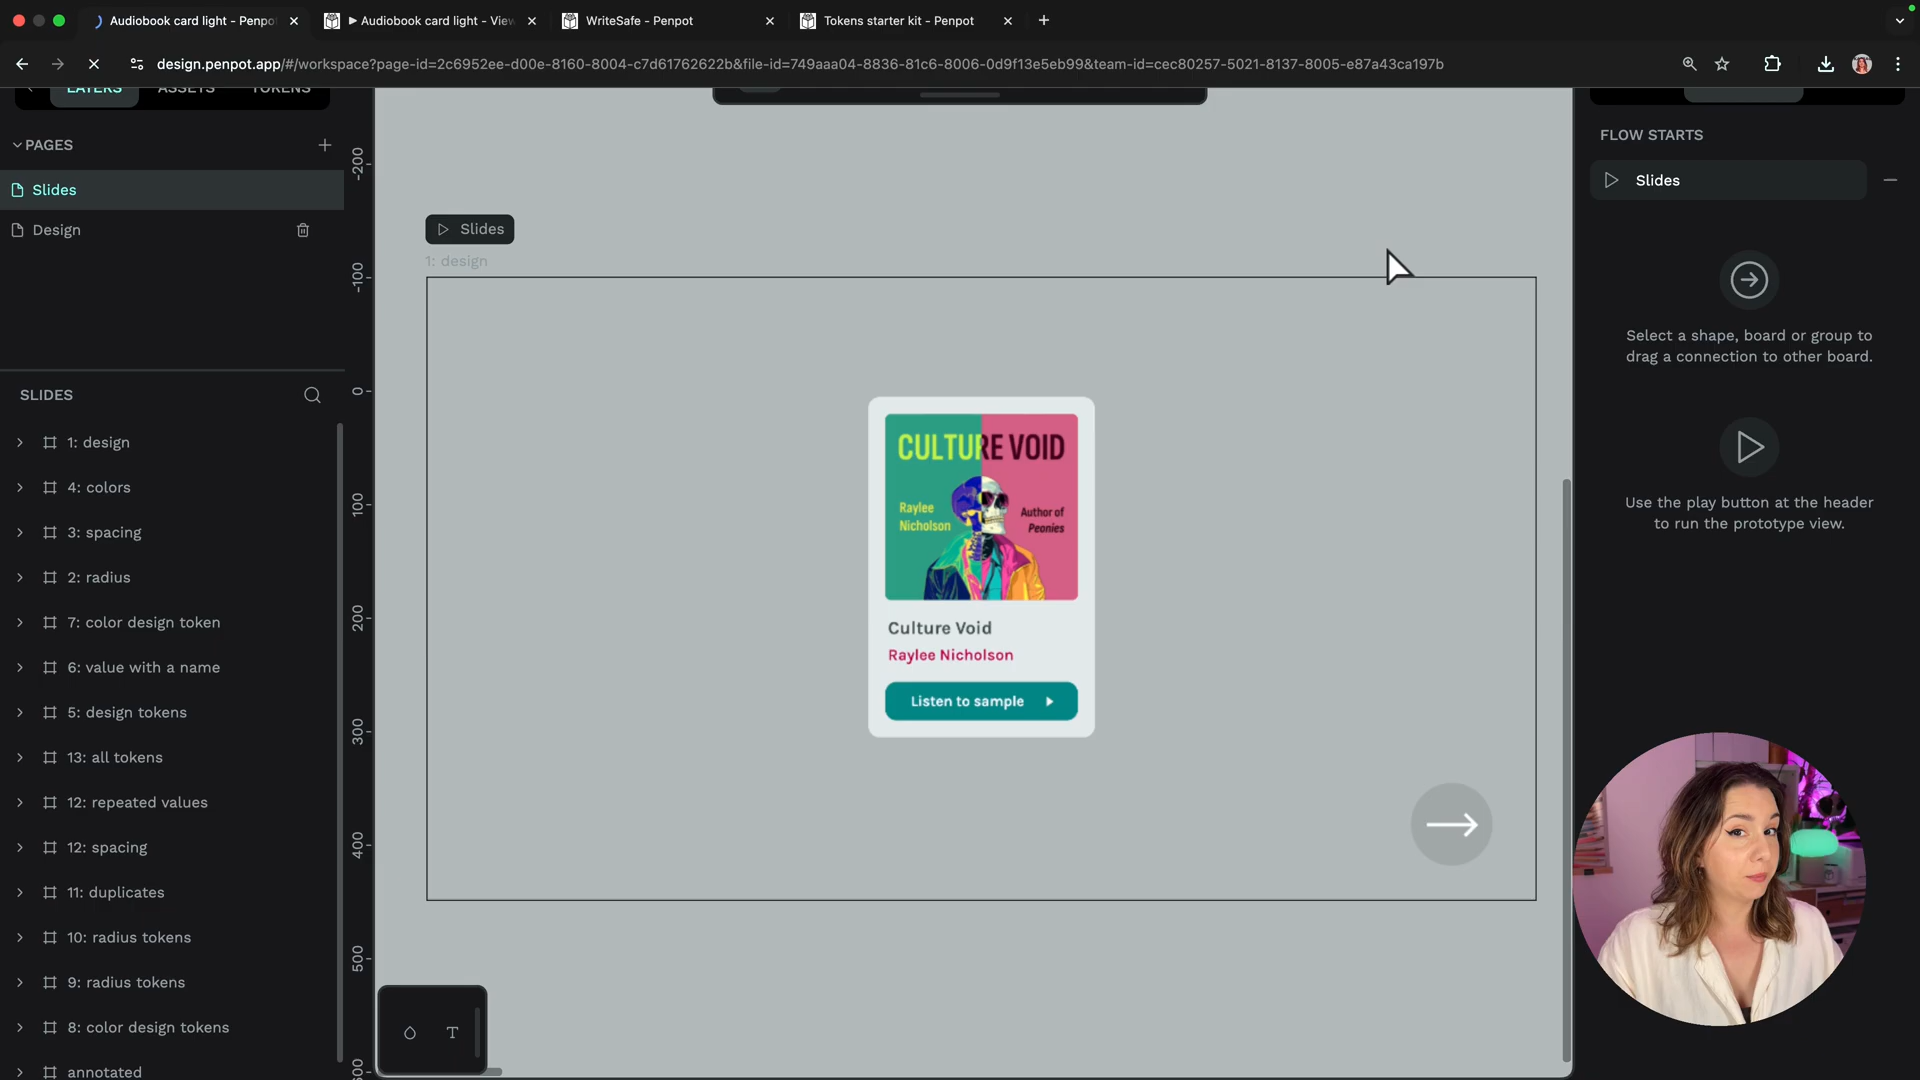 Audiobook card light - Penpo
▶ Audiobook card light - View
WriteSafe - Penpot
Tokens starter kit - Penpot
design.penpot.app/#/workspace?page-id=2c6952ee-d00e-8160-8004-c7d61762622b&file-id=749aaa04-8836-81c6-8006-0d9f13e5eb99&team-id=cec80257-5021-8137-8005-e87a43ca197b
LAYERS
ASSETS
TOKENS
PAGES
Slides
Design
SLIDES
1: design
4: colors
3: spacing
2: radius
7: color design token
6: value with a name
5: design tokens
13: all tokens
12: repeated values
12: spacing
11: duplicates
10: radius tokens
9: radius tokens
8: color design tokens
annotated
-200
-100
0
100
200
300
400
500
Slides
1: design
CULTURE VOID
Raylee
Nicholson
Author of
Peonies
Culture Void
Raylee Nicholson
Listen to sample
T
FLOW STARTS
Slides
Select a shape, board or group to
drag a connection to other board.
Use the play button at the header
to run the prototype view.